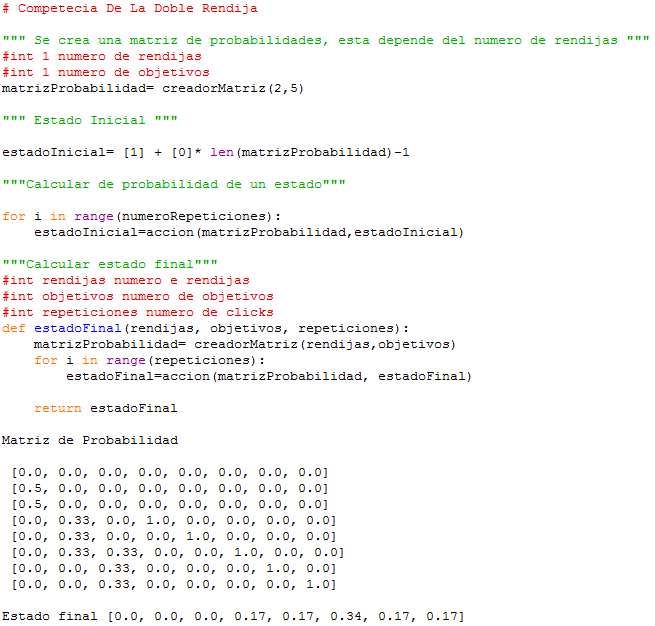 # Competecia De La Doble Rendija
""" Se crea una matriz de probabilidades, esta depende del numero de rendijas """
#int 1 numero de rendijas
#int 1 numero de objetivos
matrizProbabilidad= creadorMatriz(2,5)
""" Estado Inicial """
estadoInicial= [1] + [0]* len(matrizProbabilidad)-1
"""Calcular de probabilidad de un estado"""
for i in range(numeroRepeticiones):
    estadoInicial=accion(matrizProbabilidad,estadoInicial)
"""Calcular estado final"""
#int rendijas numero e rendijas
#int objetivos numero de objetivos
#int repeticiones numero de clicks
def estadoFinal(rendijas, objetivos, repeticiones):
    matrizProbabilidad= creadorMatriz(rendijas,objetivos)
    for i in range(repeticiones):
        estadoFinal=accion(matrizProbabilidad, estadoFinal)
    return estadoFinal
Matriz de Probabilidad
[0.0, 0.0, 0.0, 0.0, 0.0, 0.0, 0.0, 0.0]
[0.5, 0.0, 0.0, 0.0, 0.0, 0.0, 0.0, 0.0]
[0.5, 0.0, 0.0, 0.0, 0.0, 0.0, 0.0, 0.0]
[0.0, 0.33, 0.0, 1.0, 0.0, 0.0, 0.0, 0.0]
[0.0, 0.33, 0.0, 0.0, 1.0, 0.0, 0.0, 0.0]
[0.0, 0.33, 0.33, 0.0, 0.0, 1.0, 0.0, 0.0]
[0.0, 0.0, 0.33, 0.0, 0.0, 0.0, 1.0, 0.0]
[0.0, 0.0, 0.33, 0.0, 0.0, 0.0, 0.0, 1.0]
Estado final [0.0, 0.0, 0.0, 0.17, 0.17, 0.34, 0.17, 0.17]